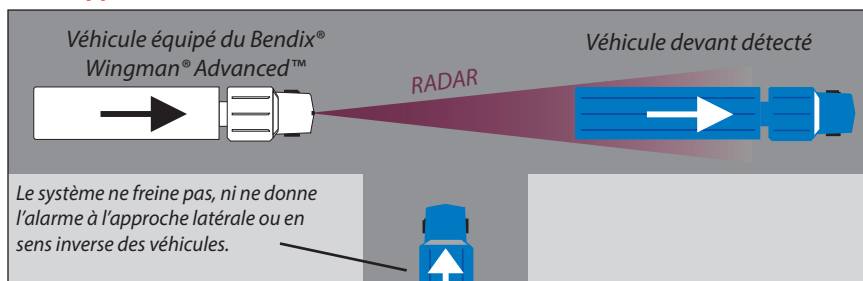 Véhicule équipé du Bendix®
Wingman® Advanced™
Véhicule devant détecté
RADAR
Le système ne freine pas, ni ne donne
l’alarme à l’approche latérale ou en
sens inverse des véhicules.